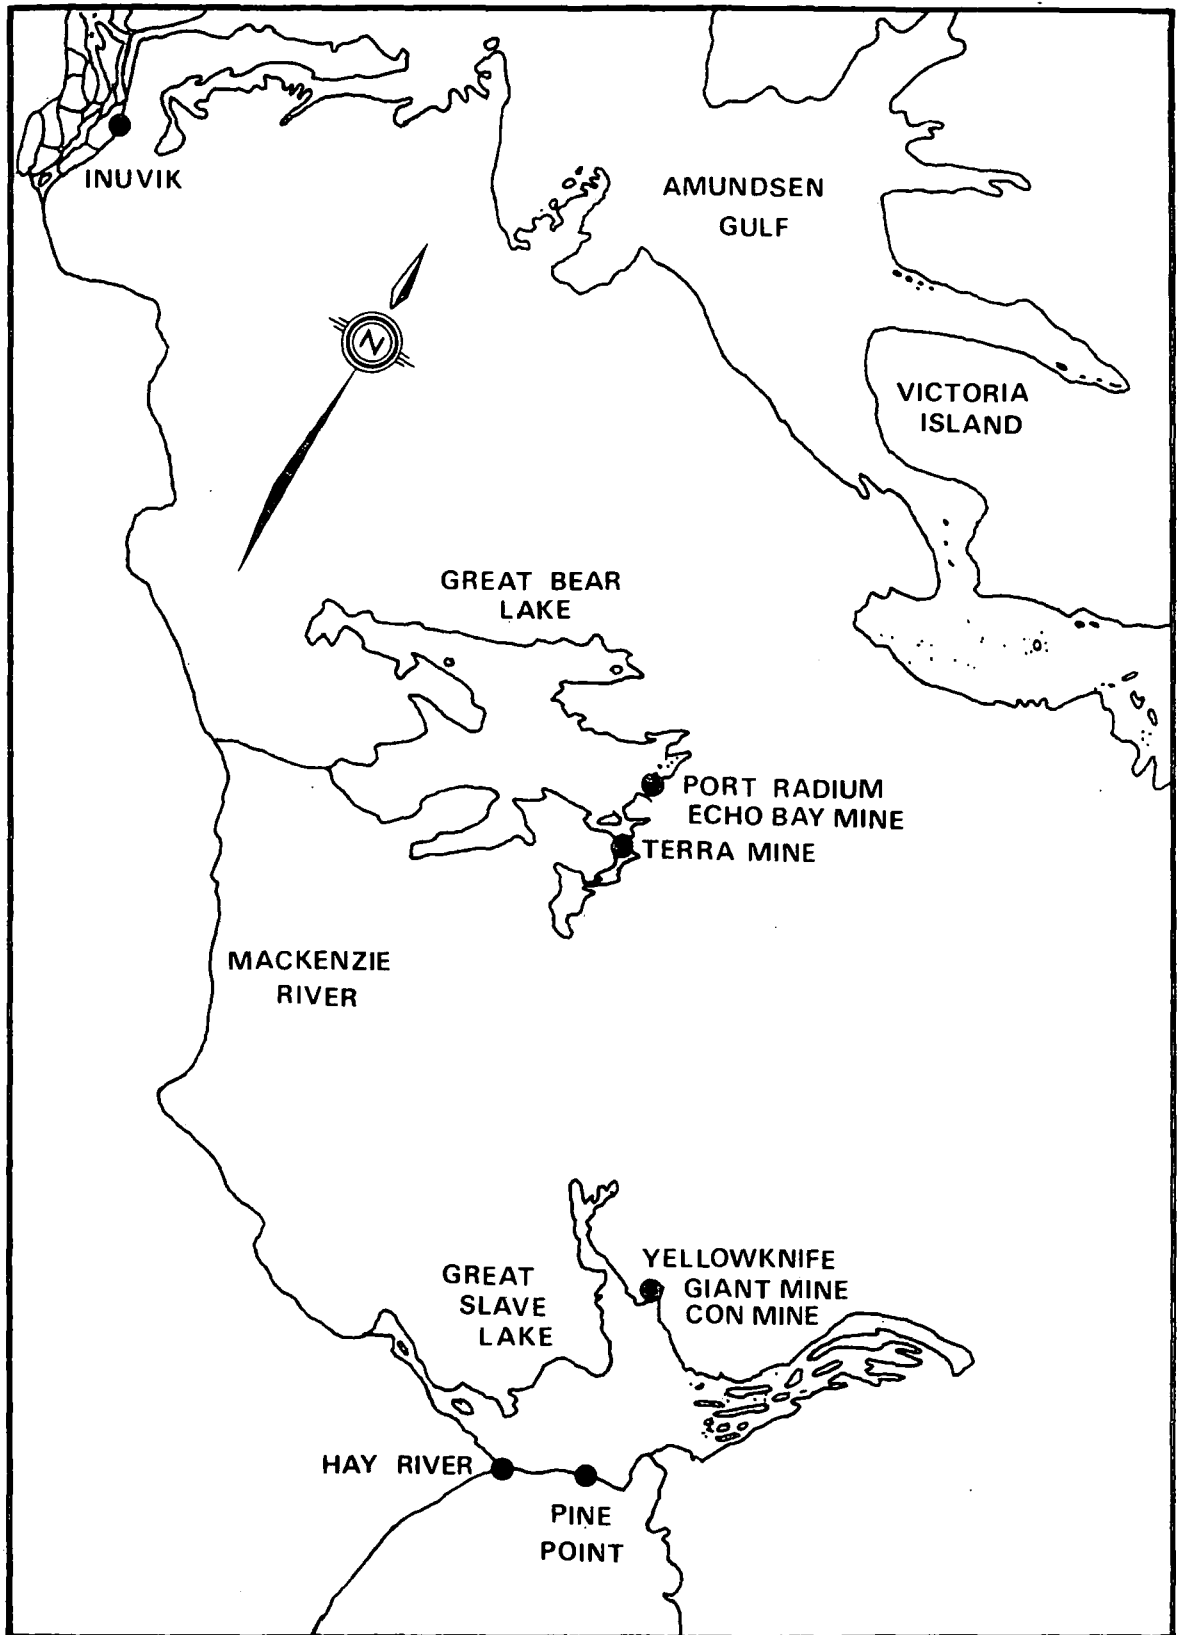 INUVIK
AMUNDSEN
GULF
N
VICTORIA
ISLAND
GREAT BEAR
LAKE
PORT RADIUM
ECHO BAY MINE
TERRA MINE
MACKENZIE
RIVER
YELLOWKNIFE
GIANT MINE
CON MINE
GREAT
SLAVE
LAKE
HAY RIVER
PINE
POINT